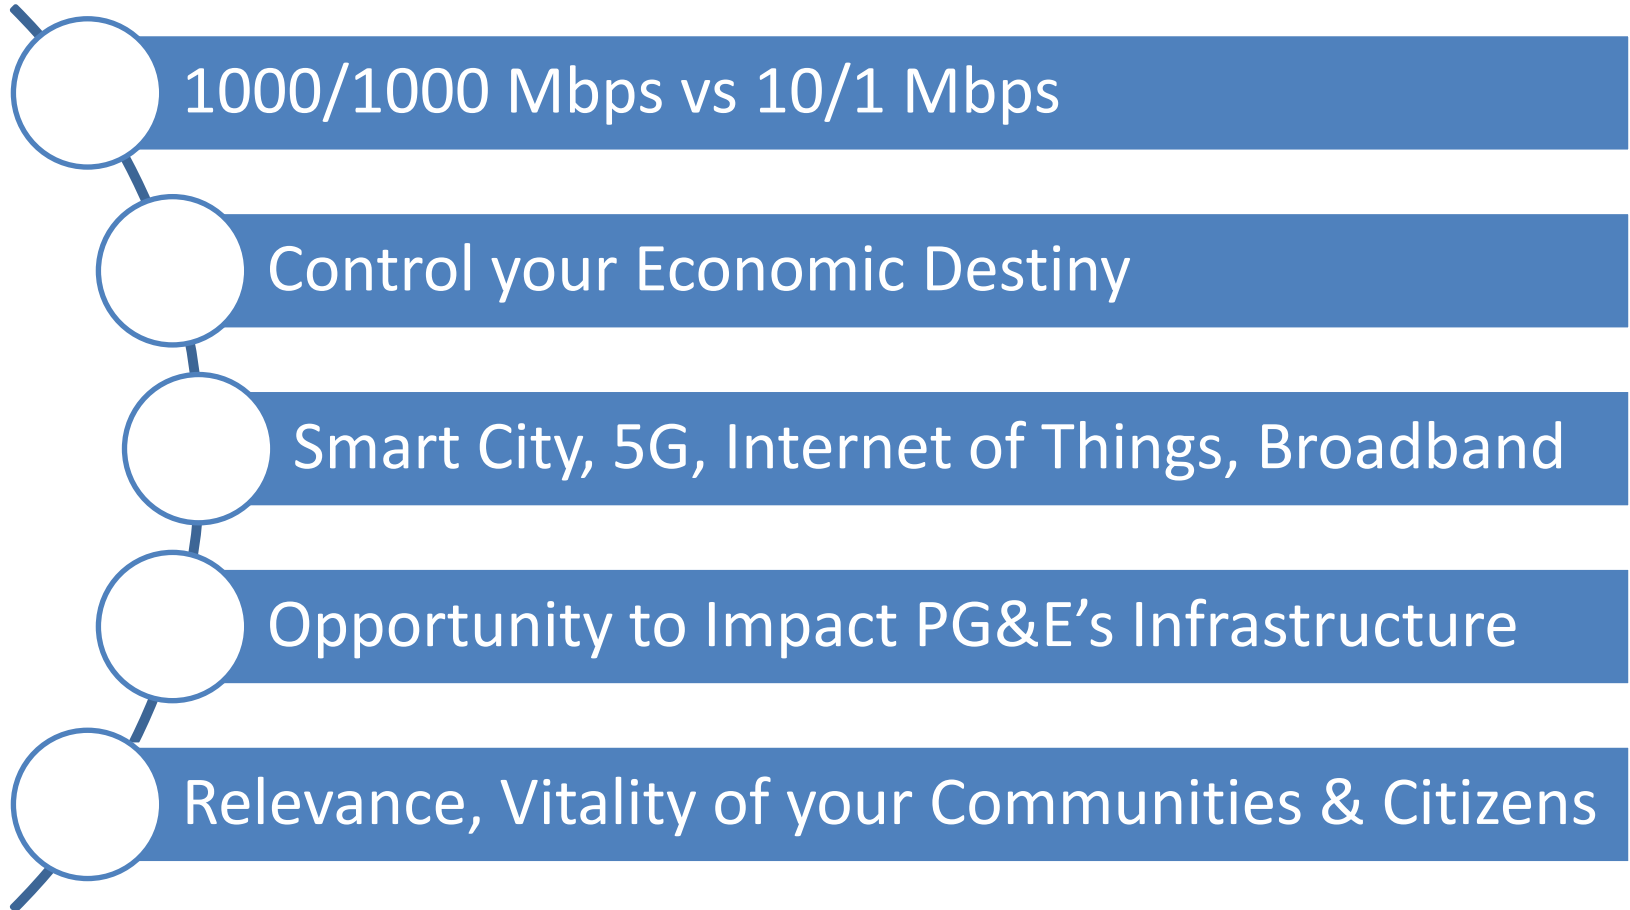 1000/1000 Mbps vs 10/1 Mbps
Control your Economic Destiny
Smart City, 5G, Internet of Things, Broadband
Opportunity to Impact PG&E’s Infrastructure
Relevance, Vitality of your Communities & Citizens